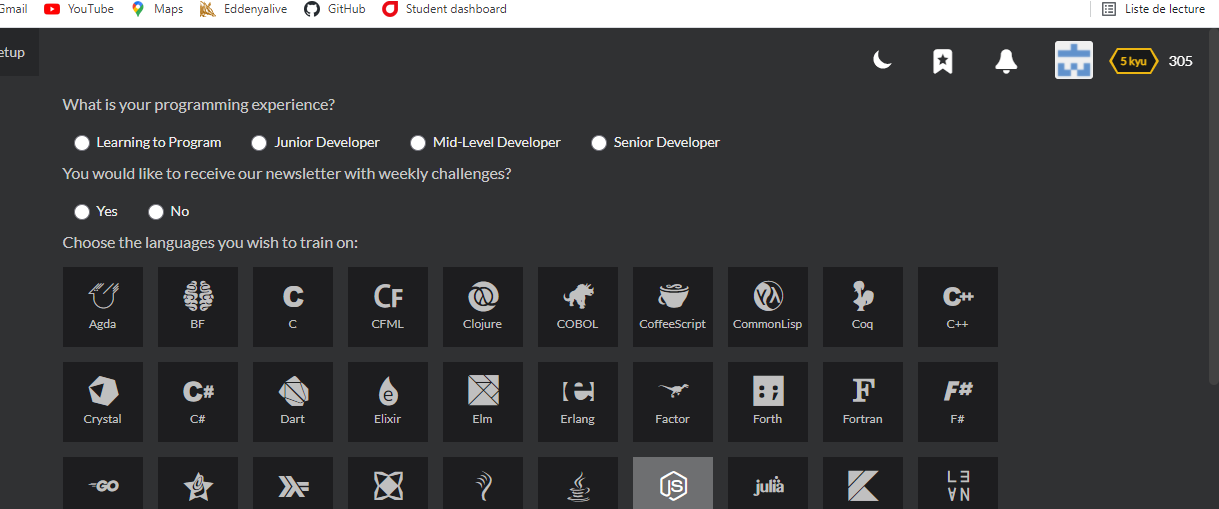 Gmail YouTube Maps Eddenyalive GitHub Student dashboard Liste de lecture
etup
5 kyu 305
What is your programming experience?
Learning to Program Junior Developer Mid-Level Developer Senior Developer
You would like to receive our newsletter with weekly challenges?
Yes No
Choose the languages you wish to train on:
C CF C++
Agda BF C CFML Clojure COBOL CoffeeScript CommonLisp Coq C++
C# e e : ; F F#
Crystal C# Dart Elixir Elm Erlang Factor Forth Fortran F#
GO JS julia L E
A N